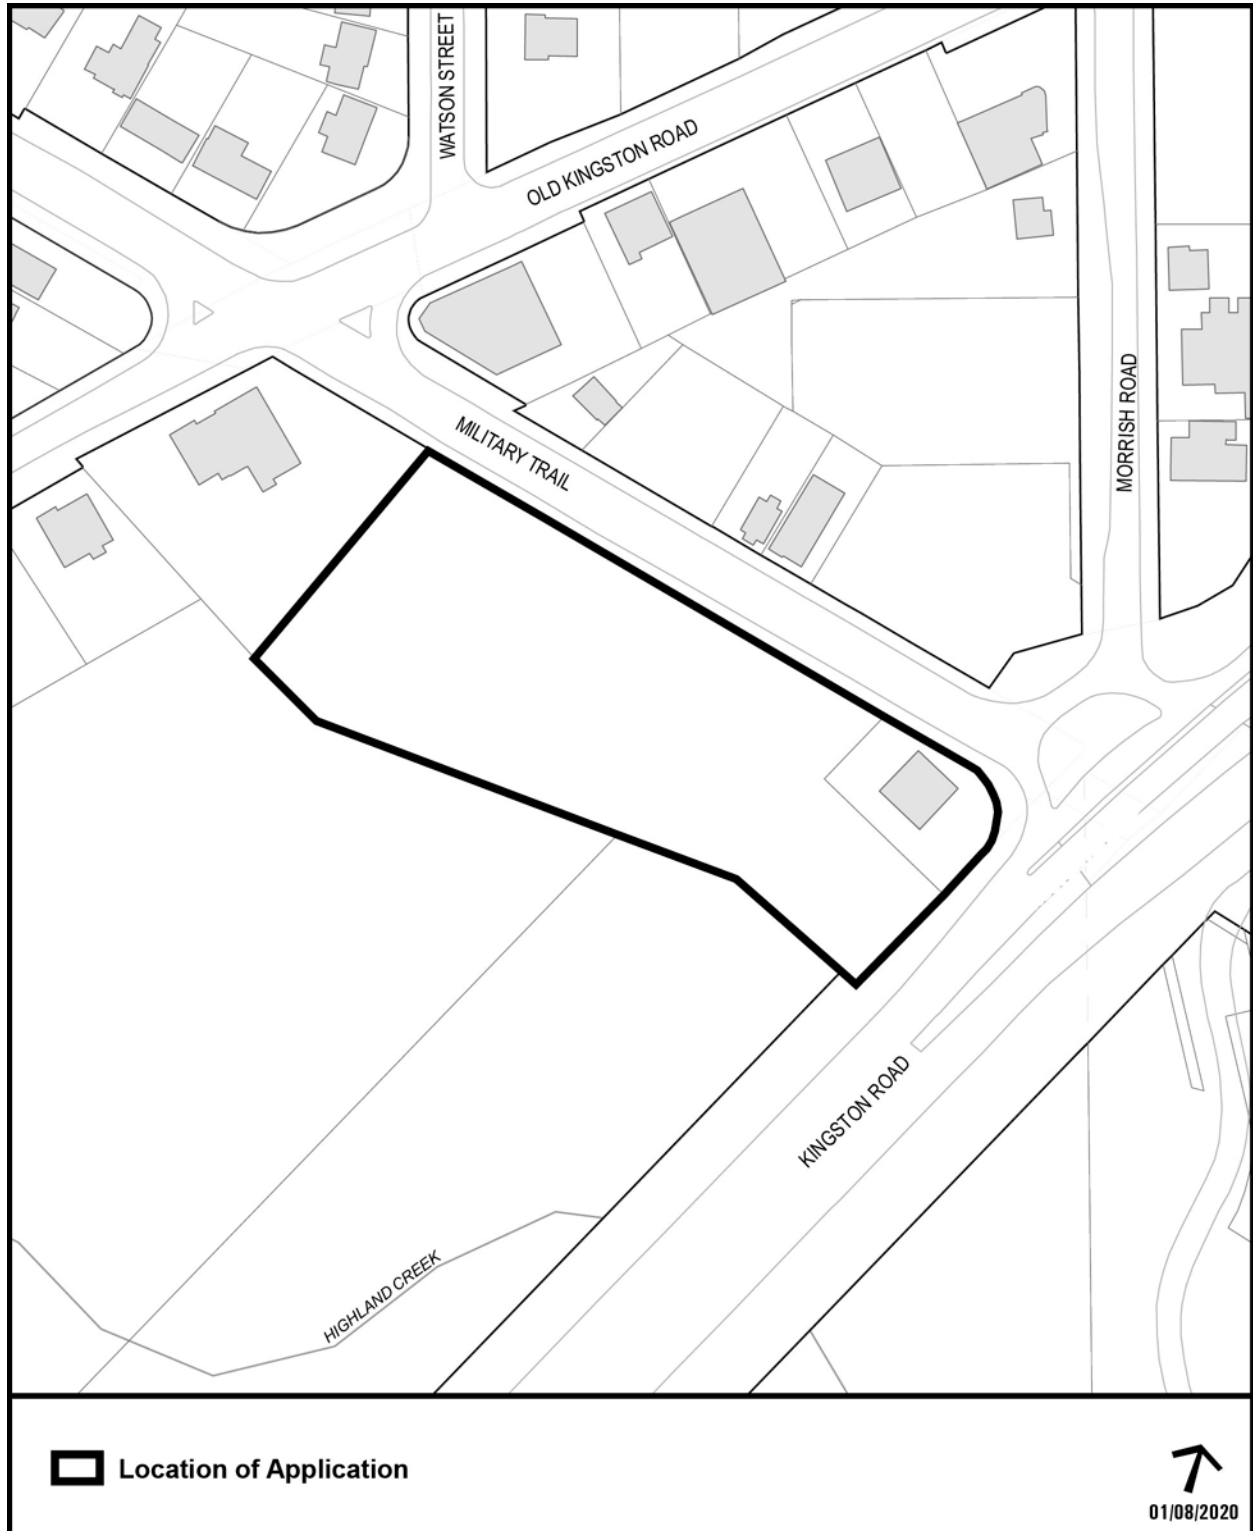 WATSON STREET
OLD KINGSTON ROAD
MILITARY TRAIL
MORRISH ROAD
KINGSTON ROAD
HIGHLAND CREEK
Location of Application
01/08/2020